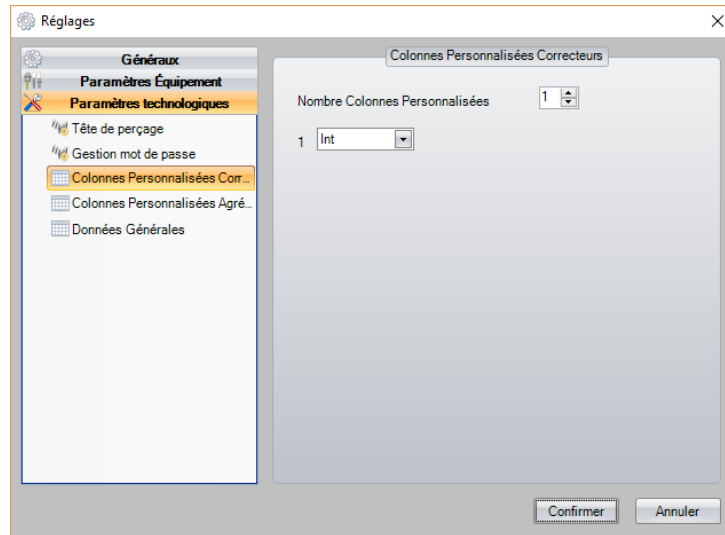 Réglages
Généraux
Paramètres Équipement
Paramètres technologiques
Tête de perçage
Gestion mot de passe
Colonnes Personnalisées Corr...
Colonnes Personnalisées Agré...
Données Générales
Colonnes Personnalisées Correcteurs
Nombre Colonnes Personnalisées 1
1 Int
Confirmer Annuler